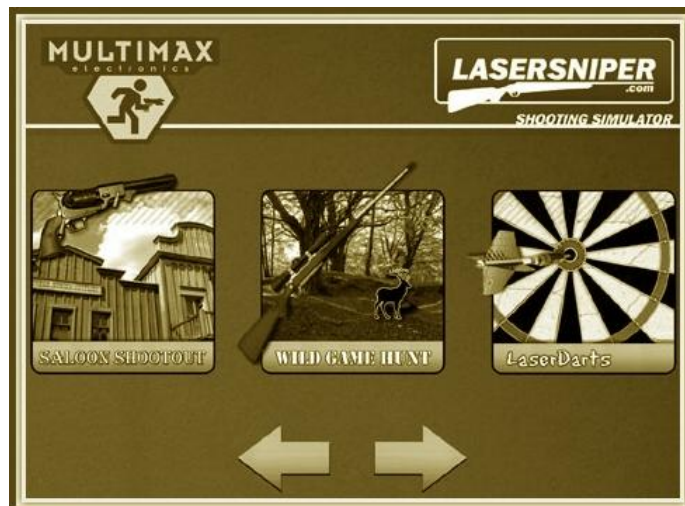 MULTIMAX
electronics
LASERSNIPER
.com
SHOOTING SIMULATOR
SALOON SHOOTOUT
WILD GAME HUNT
LaserDarts